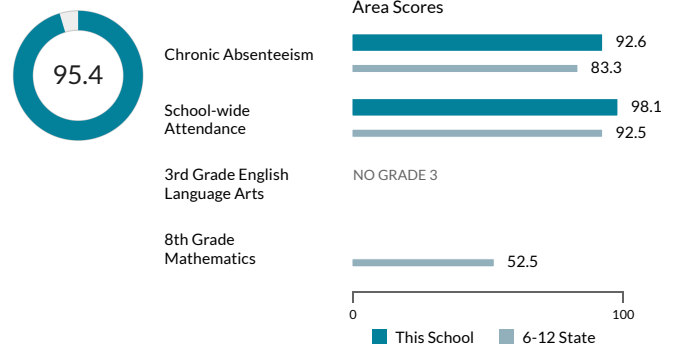 Area Scores
95.4
Chronic Absenteeism
92.6
83.3
School-wide
Attendance
98.1
92.5
3rd Grade English
Language Arts
NO GRADE 3
8th Grade
Mathematics
52.5
0
100
This School
6-12 State